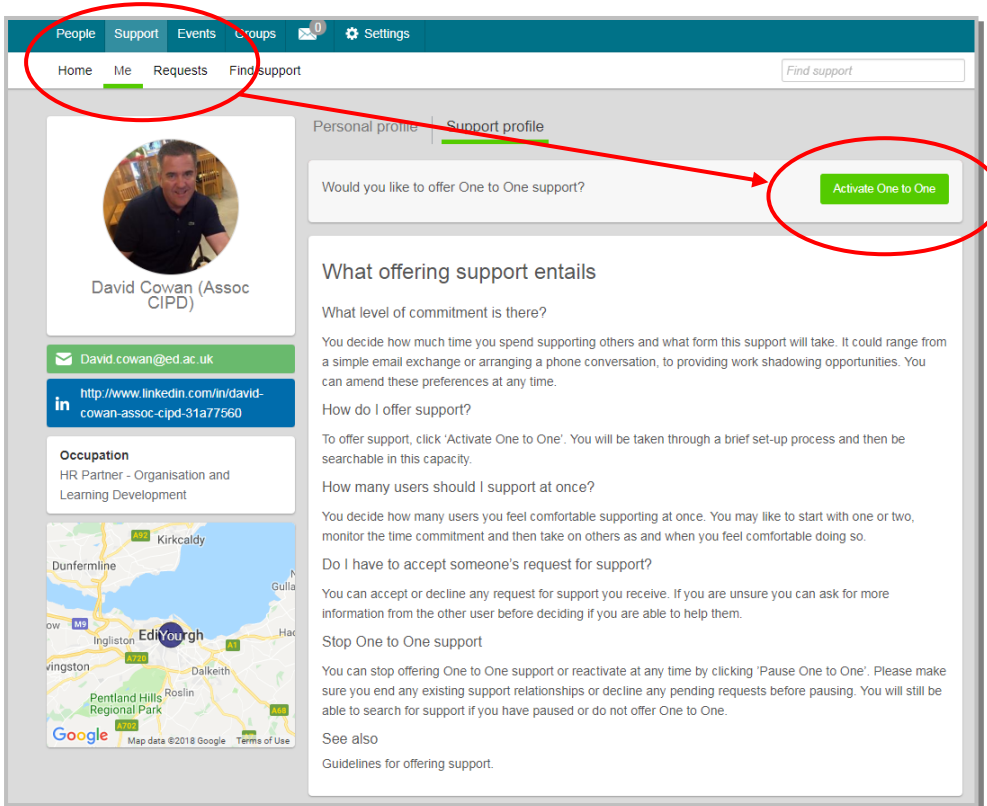 People Support Events Groups 0 Settings
Home Me Requests Find support
Find support
Personal profile Support profile
Would you like to offer One to One support?
Activate One to One
David Cowan (Assoc
CIPD)
David.cowan@ed.ac.uk
in http://www.linkedin.com/in/david-
cowan-assoc-cipd-31a77560
Occupation
HR Partner - Organisation and
Learning Development
A92
Kirkcaldy
Dunfermline
Gulla
M9
Ingliston
You
A1
A720
Dalkeith
Pentland Hills
Regional Park
Roslin
A68
A702
Google Map data ©2018 Google Terms of Use
What offering support entails
What level of commitment is there?
You decide how much time you spend supporting others and what form this support will take. It could range from
a simple email exchange or arranging a phone conversation, to providing work shadowing opportunities. You
can amend these preferences at any time.
How do I offer support?
To offer support, click 'Activate One to One'. You will be taken through a brief set-up process and then be
searchable in this capacity.
How many users should I support at once?
You decide how many users you feel comfortable supporting at once. You may like to start with one or two,
monitor the time commitment and then take on others as and when you feel comfortable doing so.
Do I have to accept someone's request for support?
You can accept or decline any request for support you receive. If you are unsure you can ask for more
information from the other user before deciding if you are able to help them.
Stop One to One support
You can stop offering One to One support or reactivate at any time by clicking 'Pause One to One'. Please make
sure you end any existing support relationships or decline any pending requests before pausing. You will still be
able to search for support if you have paused or do not offer One to One.
See also
Guidelines for offering support.